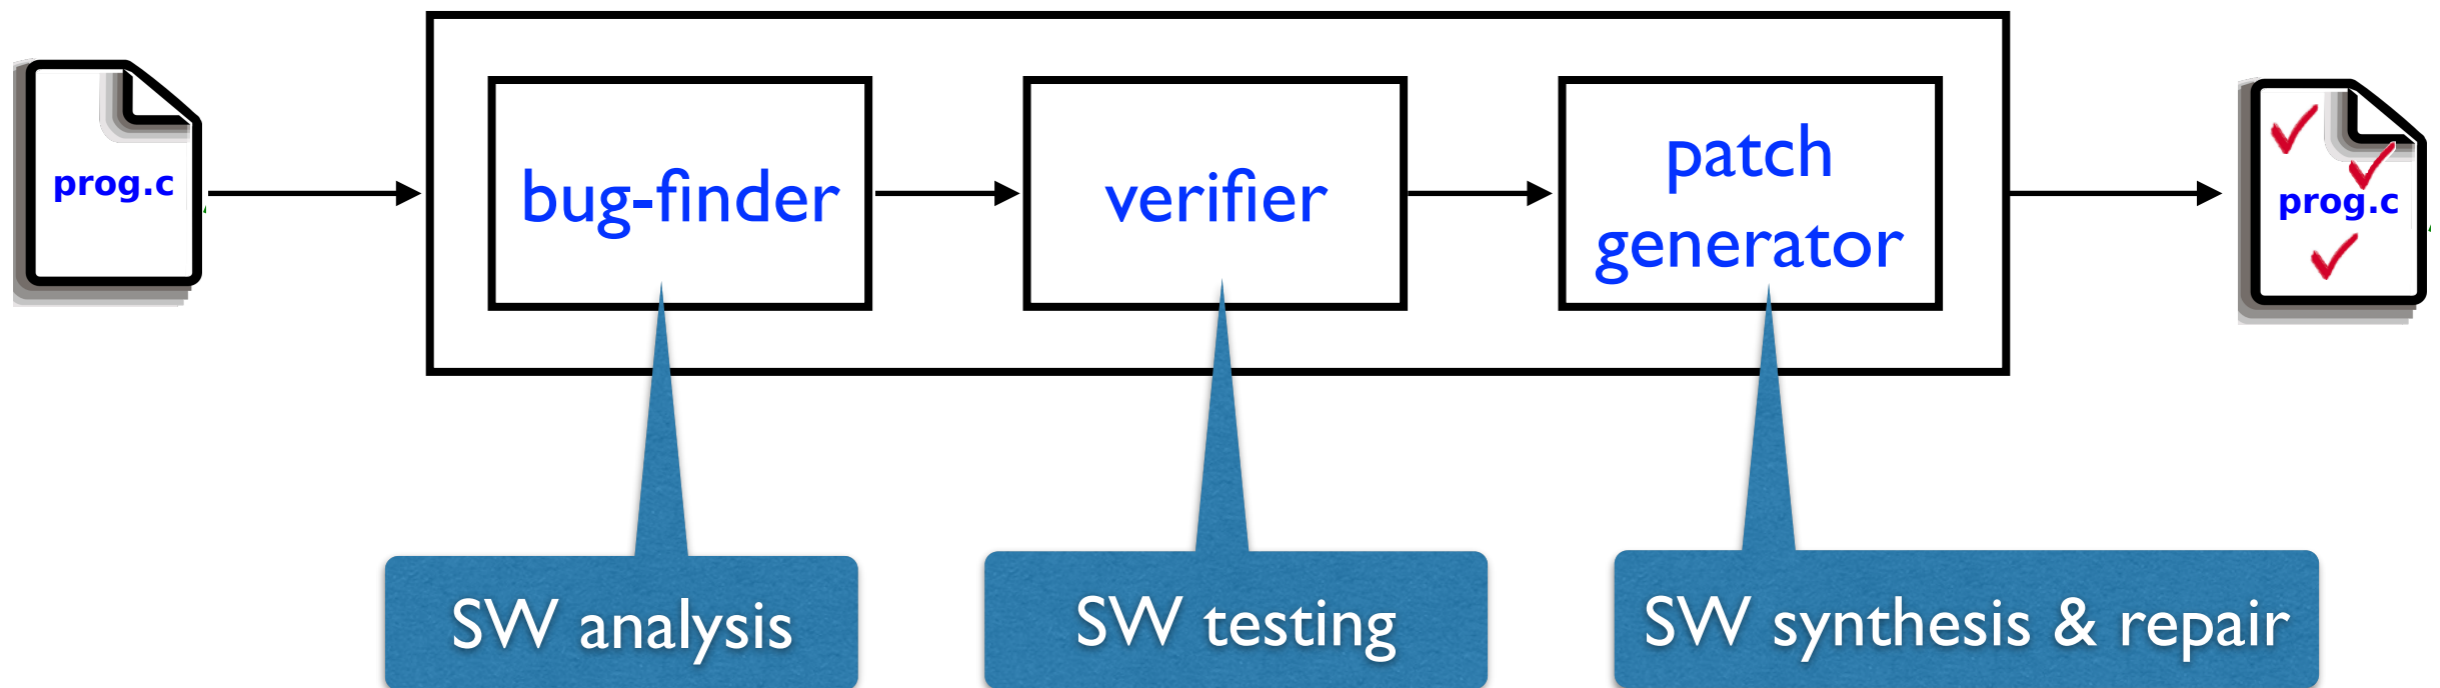 prog.c
bug-finder
verifier
patch
generator
prog.c
SW analysis
SW testing
SW synthesis & repair